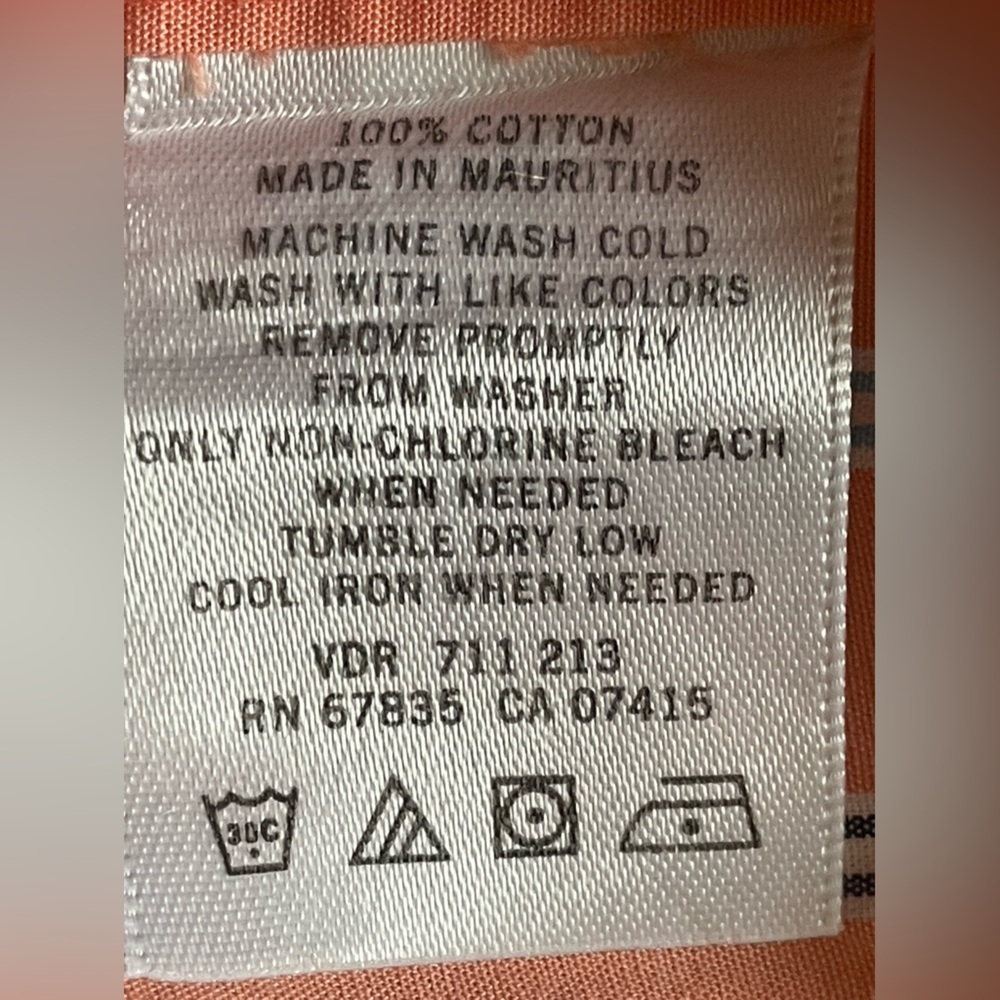 100% COTTON
MADE IN MAURITIUS
MACHINE WASH COLD
WASH WITH LIKE COLORS
REMOVE PROMPTLY
FROM WASHER
ONLY NON-CHLORINE BLEACH
WHEN NEEDED
TUMBLE DRY LOW
COOL IRON WHEN NEEDED
VDR 711 213
RN 67835 CA 07415
30C